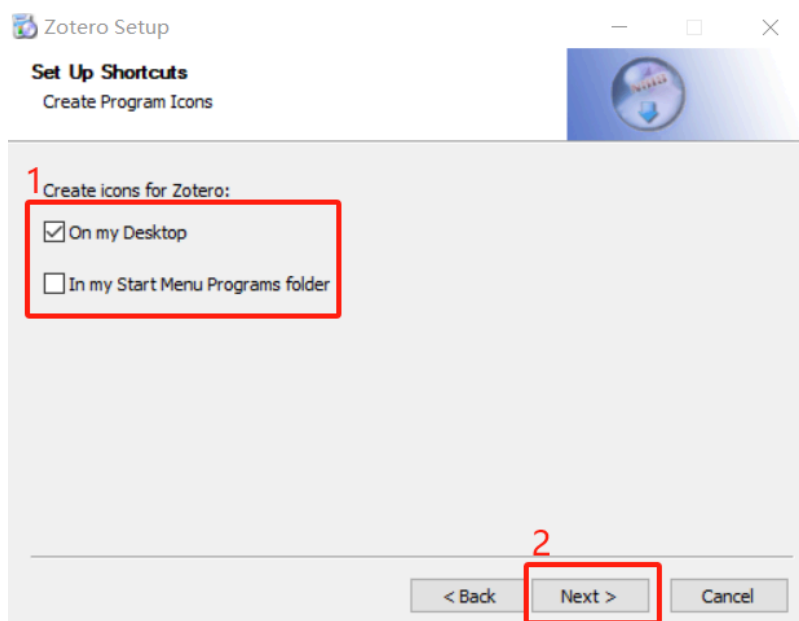 Zotero Setup
Set Up Shortcuts
Create Program Icons
1
Create icons for Zotero:
On my Desktop
In my Start Menu Programs folder
2
< Back
Next >
Cancel